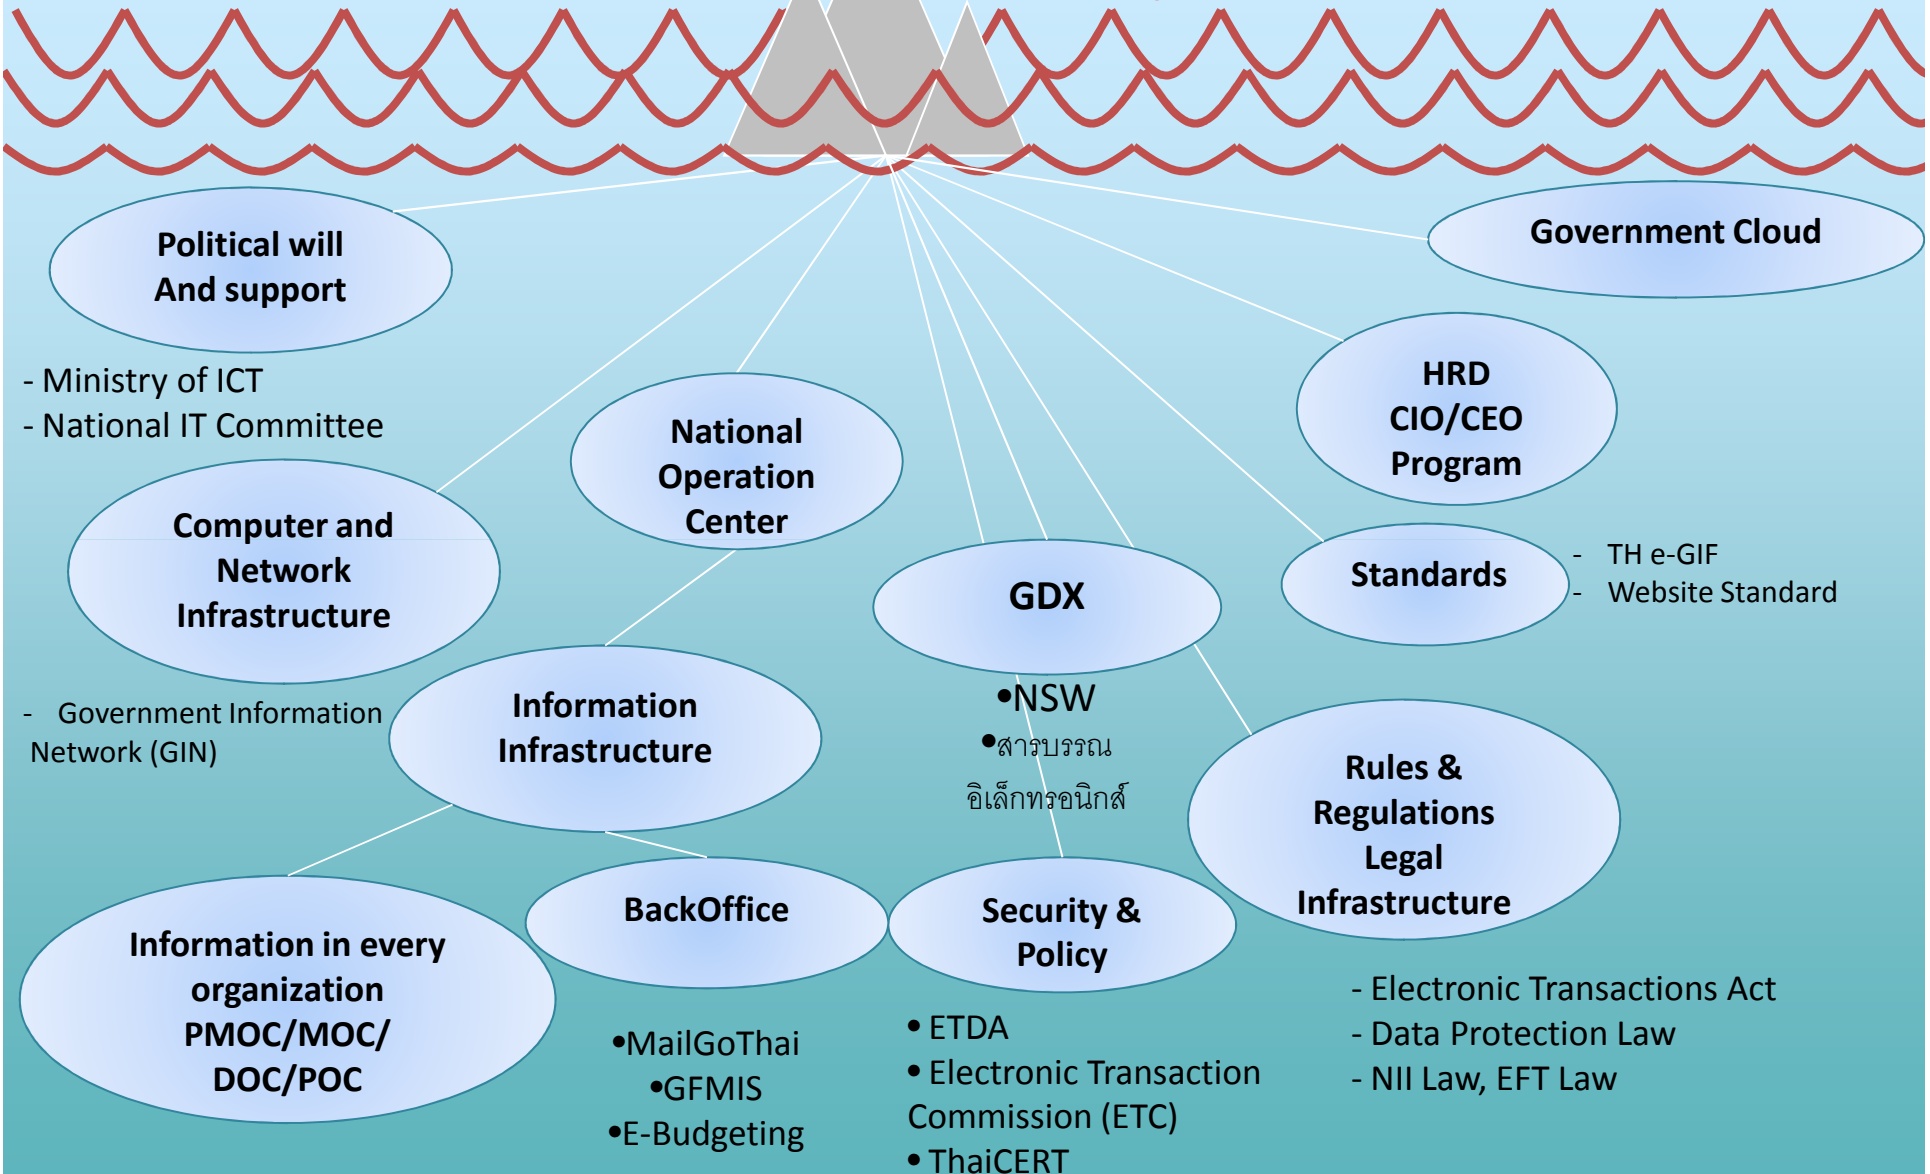 Political will
And support
- Ministry of ICT
- National IT Committee
Computer and
Network
Infrastructure
- Government Information
Network (GIN)
National
Operation
Center
Information
Infrastructure
Information in every
organization
PMOC/MOC/
DOC/POC
BackOffice
•MailGoThai
•GFMIS
•E-Budgeting
GDX
•NSW
•สารบรรณ
อิเล็กทรอนิกส์
Security &
Policy
• ETDA
• Electronic Transaction
Commission (ETC)
• ThaiCERT
Government Cloud
HRD
CIO/CEO
Program
Standards
- TH e-GIF
- Website Standard
Rules &
Regulations
Legal
Infrastructure
- Electronic Transactions Act
- Data Protection Law
- NII Law, EFT Law